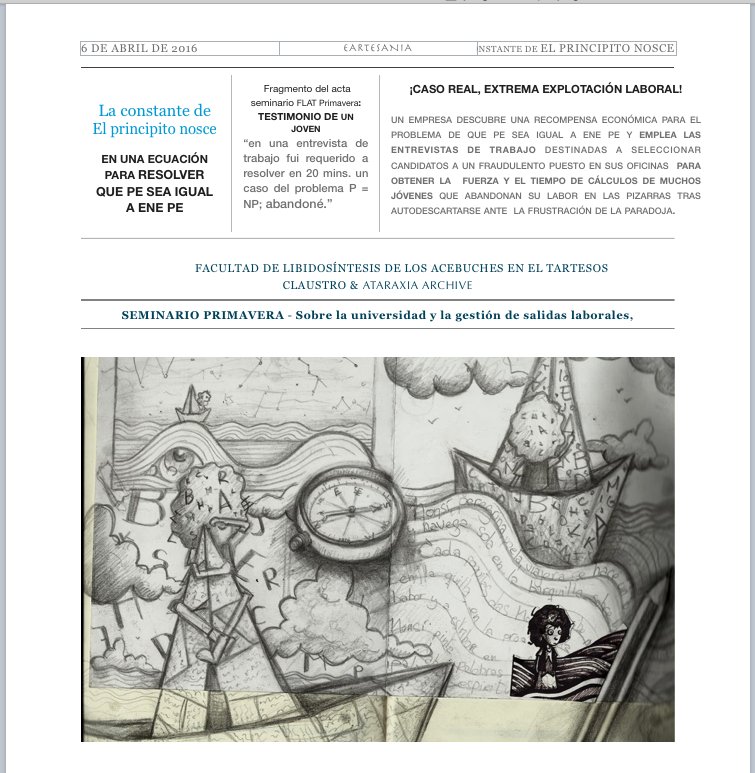 6 DE ABRIL DE 2016
EARTESANIA
NSTANTE DE EL PRINCIPITO NOSCE
La constante de
El principito nosce
EN UNA ECUACIÓN
PARA RESOLVER
QUE PE SEA IGUAL
A ENE PE
Fragmento del acta
seminario FLAT Primavera:
TESTIMONIO DE UN
JOVEN
“en una entrevista de
trabajo fui requerido a
resolver en 20 mins. un
caso del problema P =
NP; abandoné.”
¡CASO REAL, EXTREMA EXPLOTACIÓN LABORAL!
UN EMPRESA DESCUBRE UNA RECOMPENSA ECONÓMICA PARA EL
PROBLEMA DE QUE PE SEA IGUAL A ENE PE Y EMPLEA LAS
ENTREVISTAS DE TRABAJO DESTINADAS A SELECCIONAR
CANDIDATOS A UN FRAUDULENTO PUESTO EN SUS OFICINAS PARA
OBTENER LA FUERZA Y EL TIEMPO DE CÁLCULOS DE MUCHOS
JÓVENES QUE ABANDONAN SU LABOR EN LAS PIZARRAS TRAS
AUTODESCARTARSE ANTE LA FRUSTRACIÓN DE LA PARADOJA.
FACULTAD DE LIBIDOSÍNTESIS DE LOS ACEBUCHES EN EL TARTESOS
CLAUSTRO & ATARAXIA ARCHIVE
SEMINARIO PRIMAVERA - Sobre la universidad y la gestión de salidas laborales,